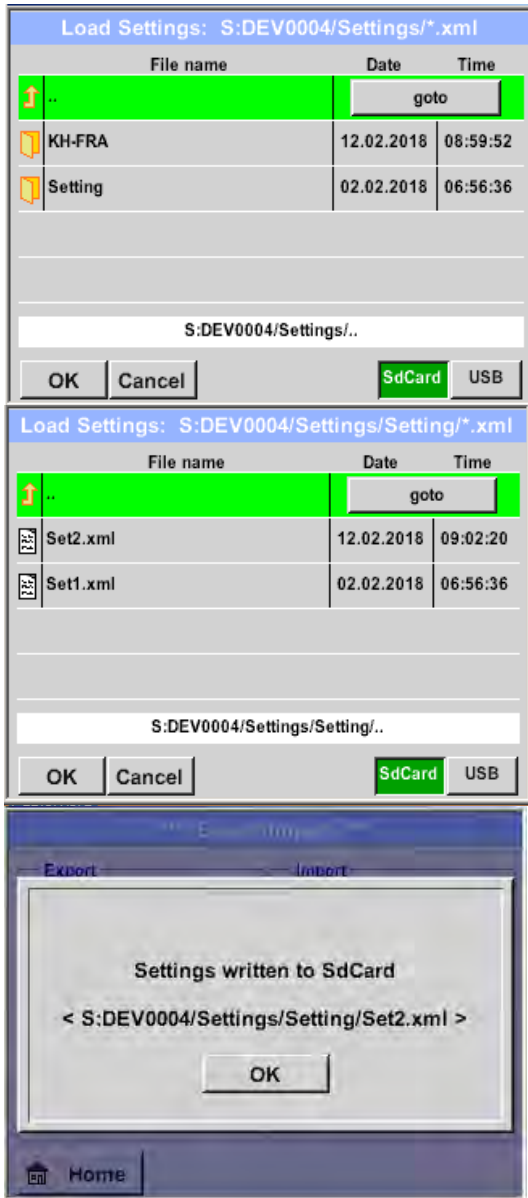 Load Settings: S:DEV0004/Settings/*.xml
File name Date Time
.. goto
KH-FRA 12.02.2018 08:59:52
Setting 02.02.2018 06:56:36
S:DEV0004/Settings/..
OK Cancel SdCard USB
Load Settings: S:DEV0004/Settings/Setting/*.xml
File name Date Time
.. goto
Set2.xml 12.02.2018 09:02:20
Set1.xml 02.02.2018 06:56:36
S:DEV0004/Settings/Setting/..
OK Cancel SdCard USB
Export Import
Settings written to SdCard
< S:DEV0004/Settings/Setting/Set2.xml >
OK
Home